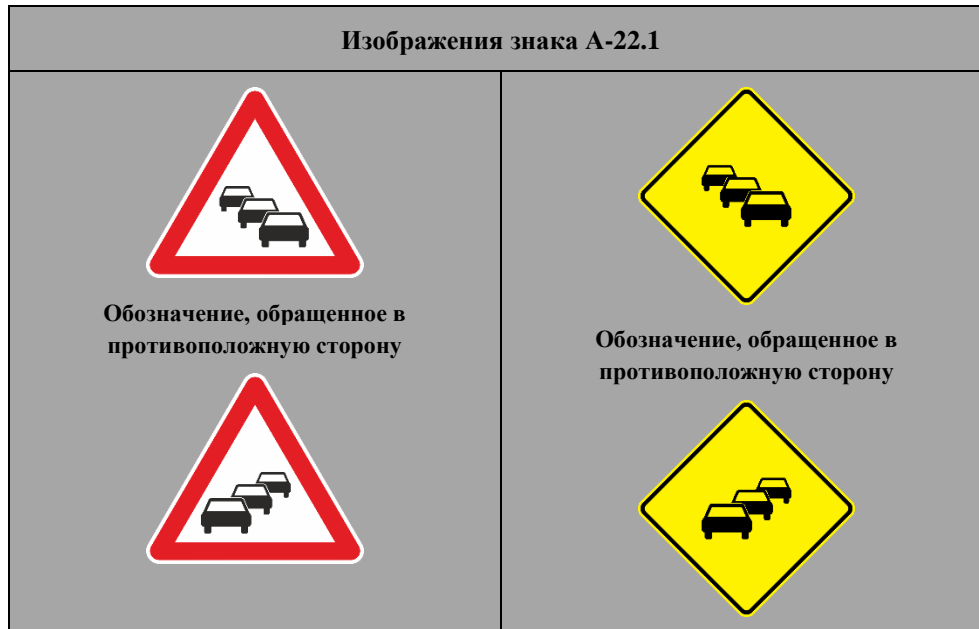 Изображения знака А-22.1
Обозначение, обращенное в
противоположную сторону
Обозначение, обращенное в
противоположную сторону